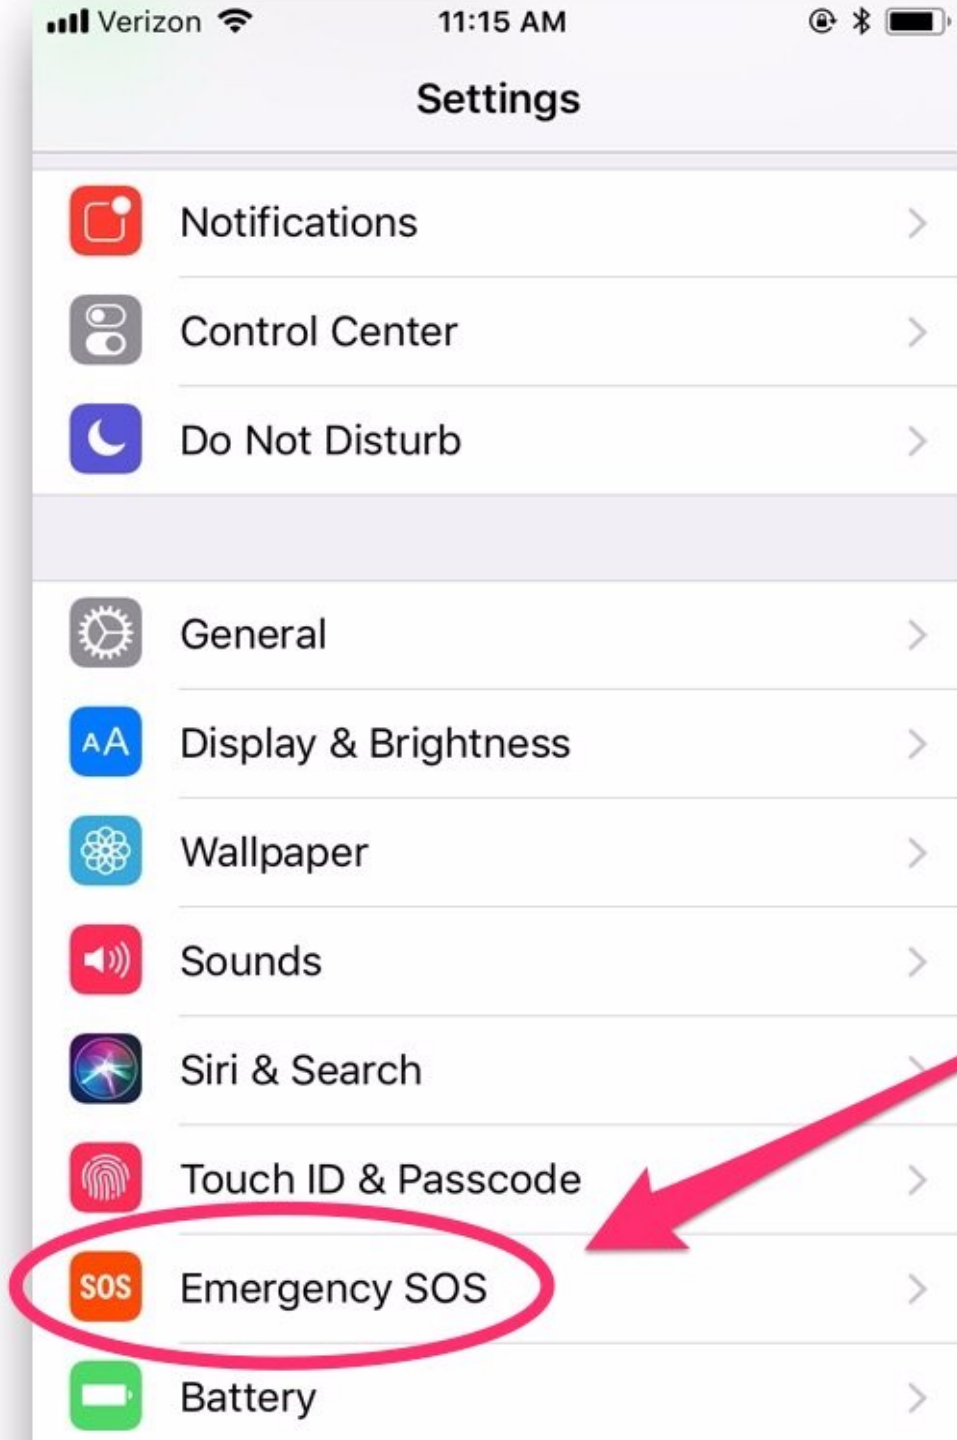 Verizon 11:15 AM
Settings
Notifications
Control Center
Do Not Disturb
General
AA Display & Brightness
Wallpaper
Sounds
Siri & Search
Touch ID & Passcode
SOS Emergency SOS
Battery